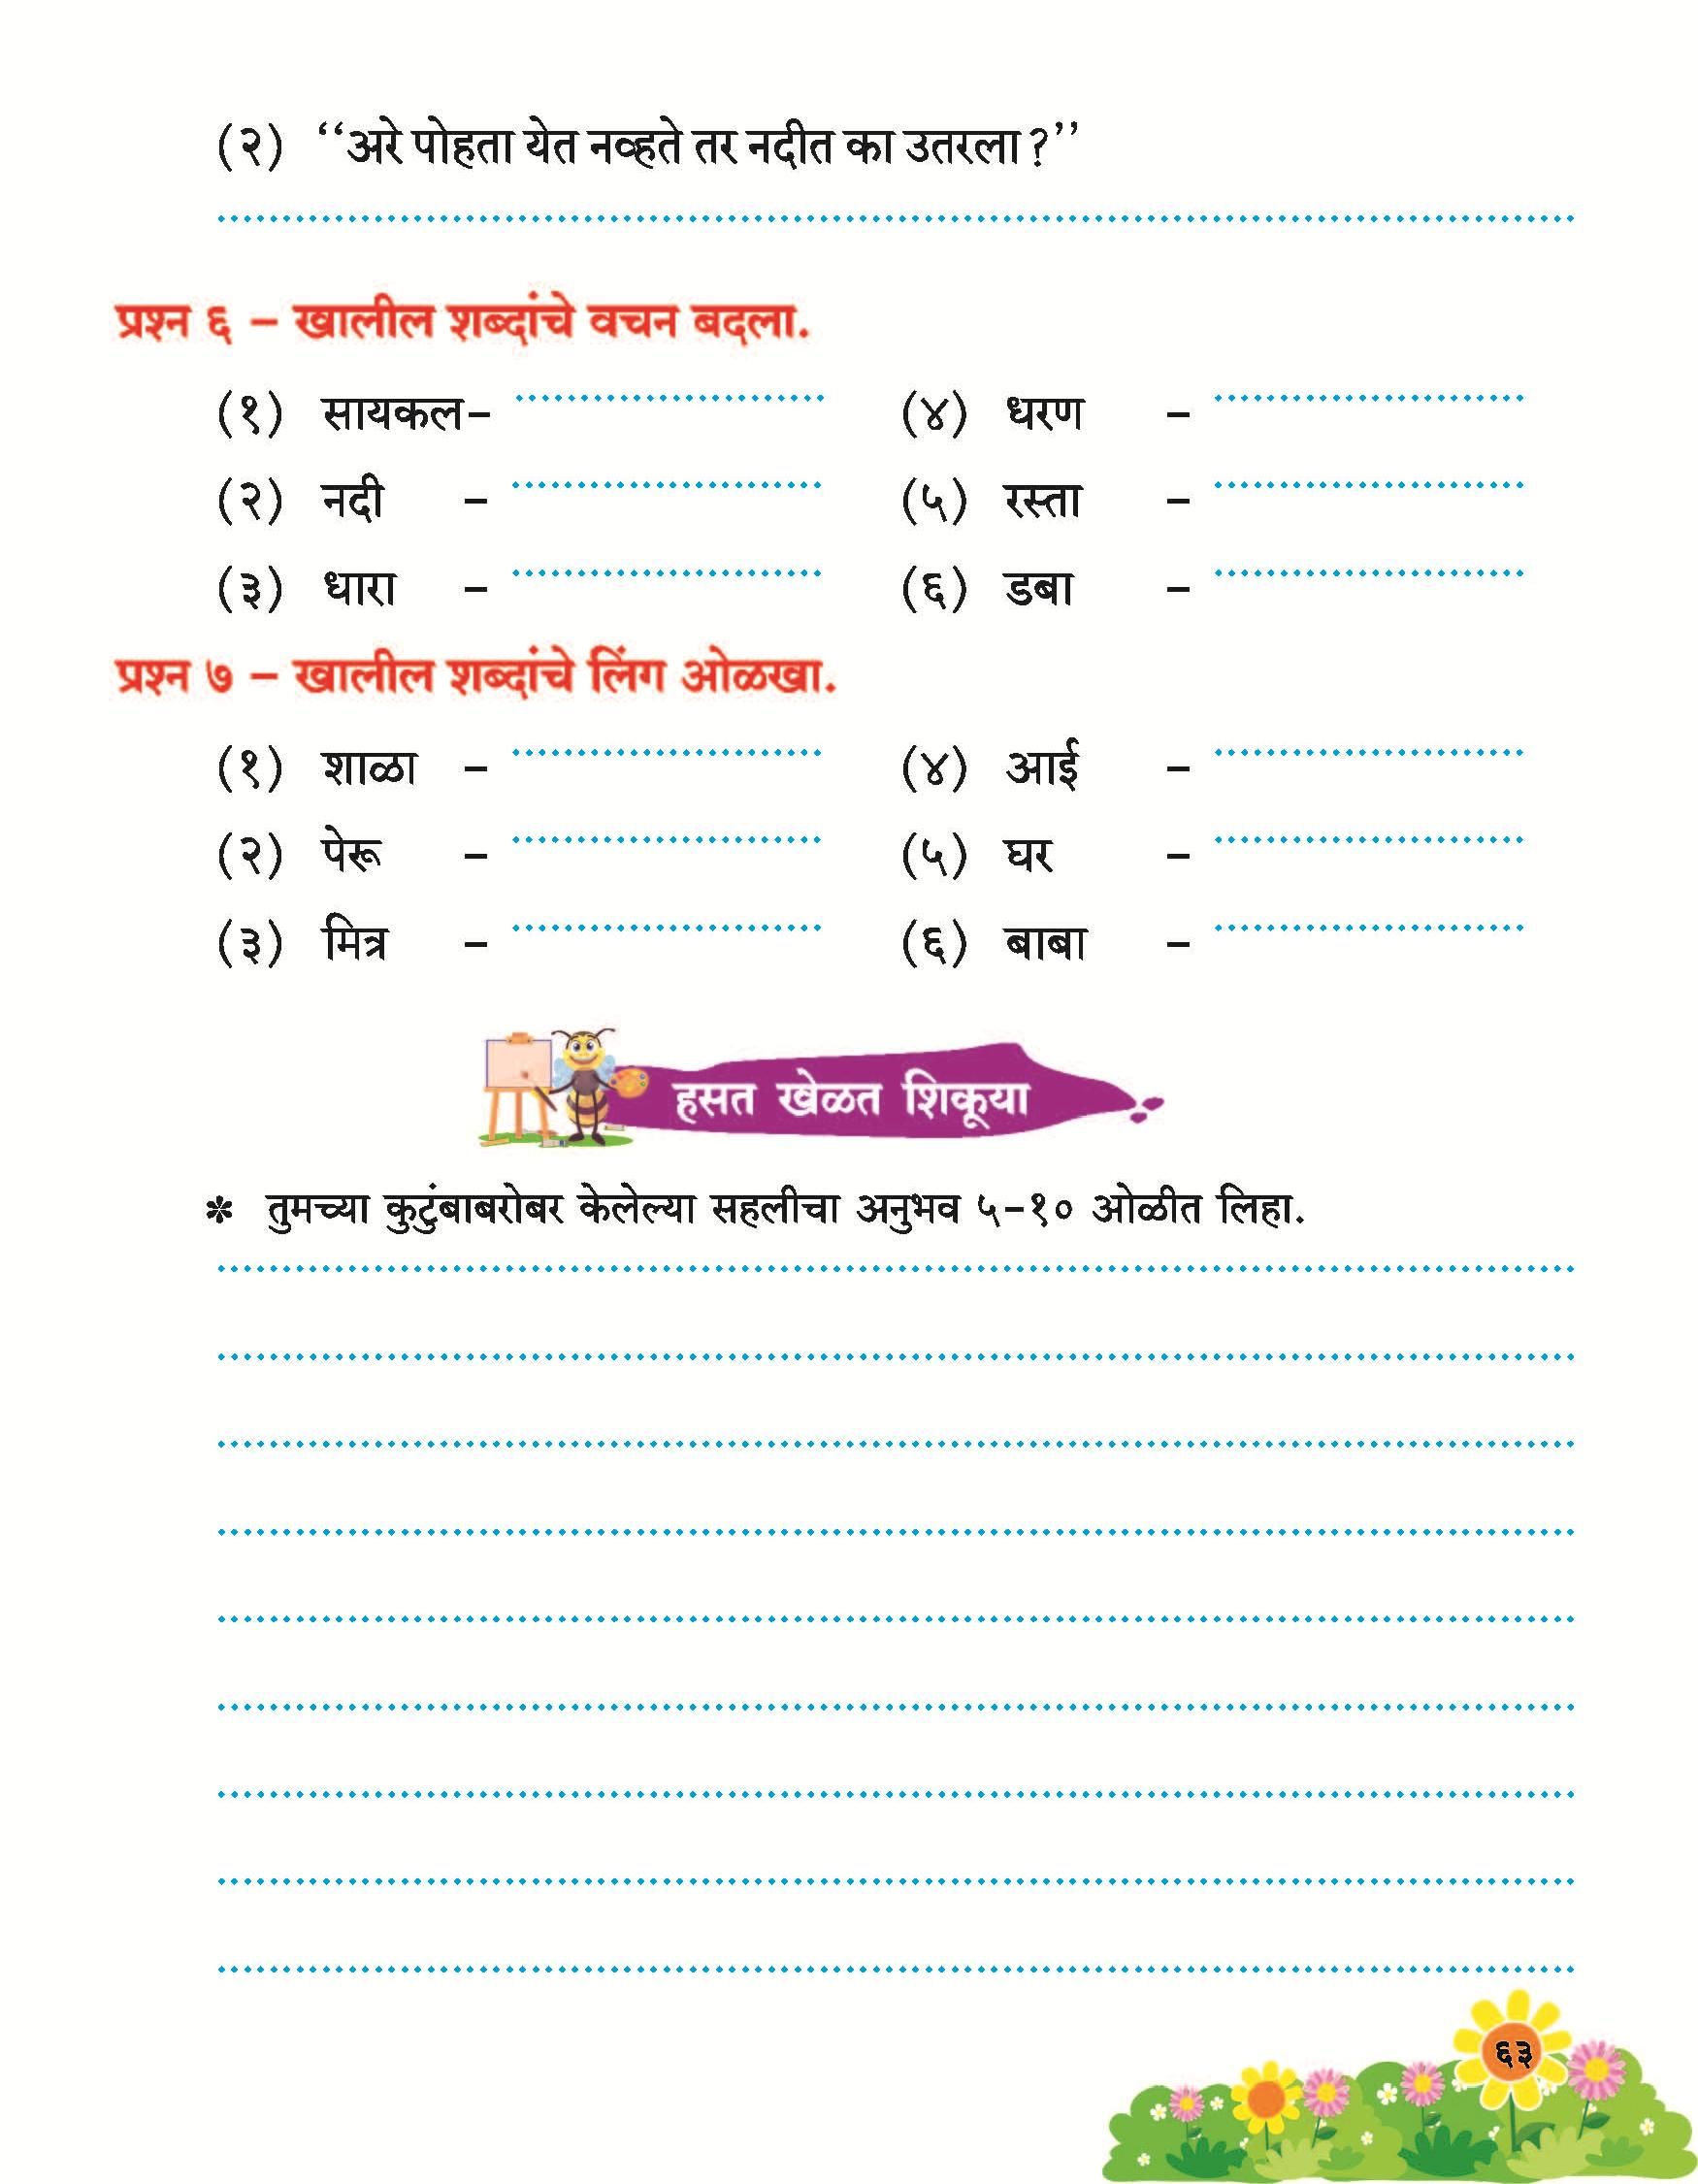 (२) ‘‘अरे पोहता येत नव्हते तर नदीत का उतरला?’’
प्रश्न ६ – खालील शब्दांचे वचन बदला.
(१) सायकल– (४) धरण –
(२) नदी – (५) रस्ता –
(३) धारा – (६) डबा –
प्रश्न ७ – खालील शब्दांचे लिंग ओळखा.
(१) शाळा – (४) आई –
(२) पेरू – (५) घर –
(३) मित्र – (६) बाबा –
हसत खेळत शिकूया
✽ तुमच्या कुटुंबाबरोबर केलेल्या सहलीचा अनुभव ५–१० ओळीत लिहा.
६३